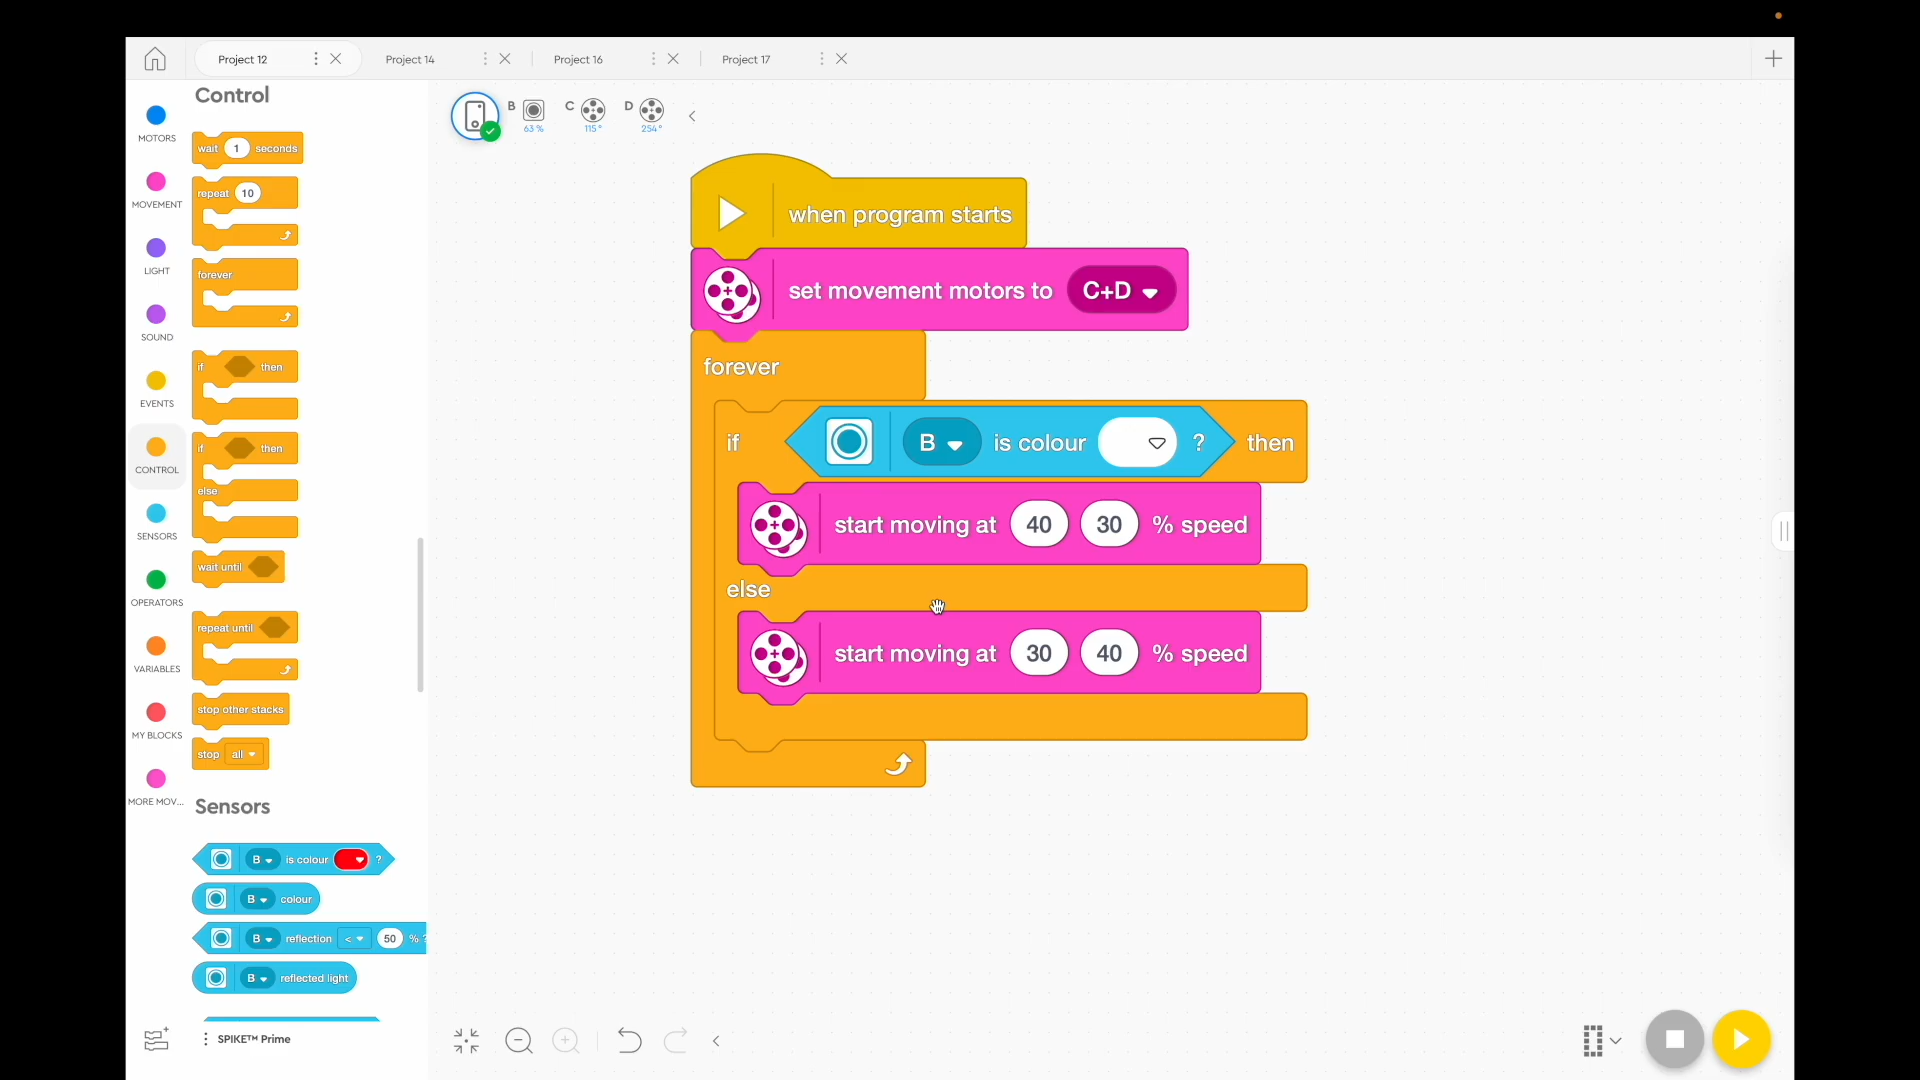 Project 12
Project 14
Project 16
Project 17
MOTORS
MOVEMENT
LIGHT
SOUND
EVENTS
CONTROL
SENSORS
OPERATORS
VARIABLES
MY BLOCKS
MORE MOV...
Control
wait 1 seconds
repeat 10
forever
if then
if then
else
wait until
repeat until
stop other stacks
stop all
Sensors
B is colour ?
B colour
B reflection < 50 % ?
B reflected light
SPIKE™ Prime
B 63 %
C 115°
D 254°
when program starts
set movement motors to C+D
forever
if B is colour ? then
start moving at 40 30 % speed
else
start moving at 30 40 % speed